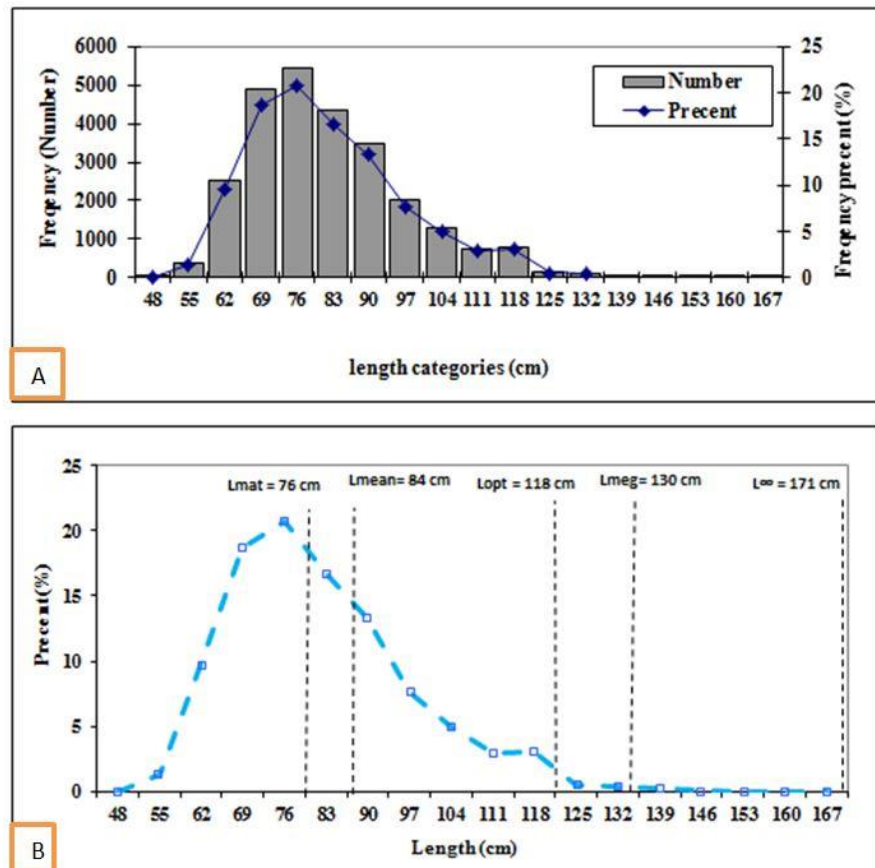 6000
5000
4000
3000
2000
1000
0
Freqency (Number)
25
20
15
10
5
0
Freqency precent (%)
Number
Precent
48 55 62 69 76 83 90 97 104 111 118 125 132 139 146 153 160 167
length categories (cm)
A
25
20
15
10
5
0
Precent (%)
Lmat = 76 cm
Lmean= 84 cm
Lopt = 118 cm
Lmeg= 130 cm
L∞ = 171 cm
48 55 62 69 76 83 90 97 104 111 118 125 132 139 146 153 160 167
Length (cm)
B